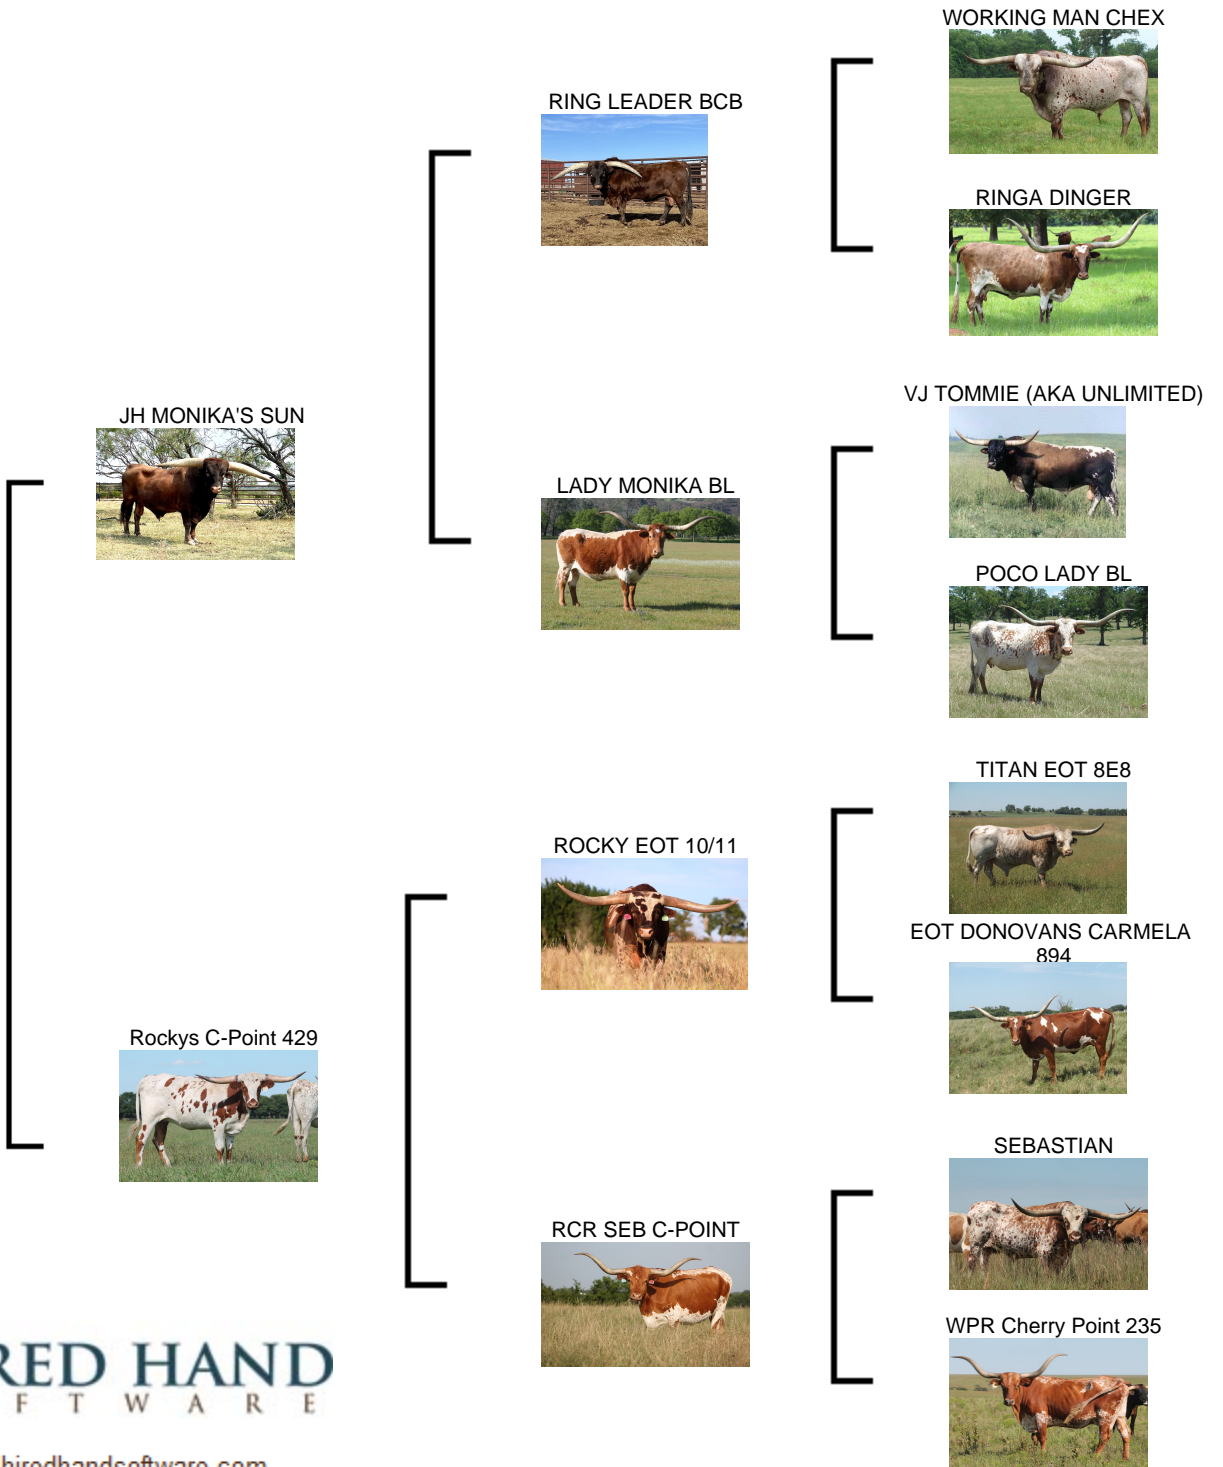 WORKING MAN CHEX
RING LEADER BCB
RINGA DINGER
VJ TOMMIE (AKA UNLIMITED)
JH MONIKA'S SUN
LADY MONIKA BL
POCO LADY BL
TITAN EOT 8E8
ROCKY EOT 10/11
EOT DONOVANS CARMELA
894
Rockys C-Point 429
SEBASTIAN
RCR SEB C-POINT
WPR Cherry Point 235
RED HAND
F T W A R E
hiredhandsoftware.com